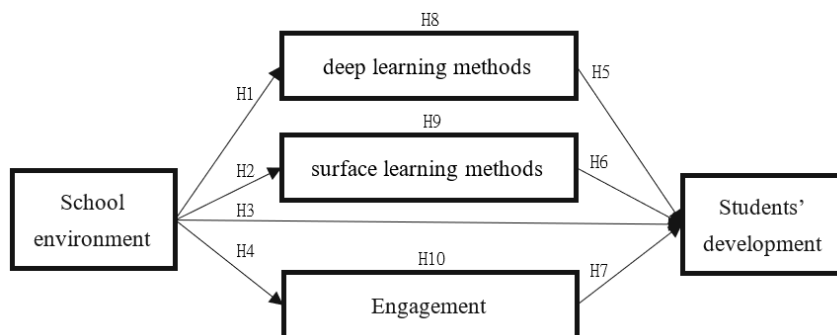 H8
deep learning methods
H1
H5
H9
surface learning methods
H2
H6
School
environment
H3
Students’
development
H4
H10
H7
Engagement